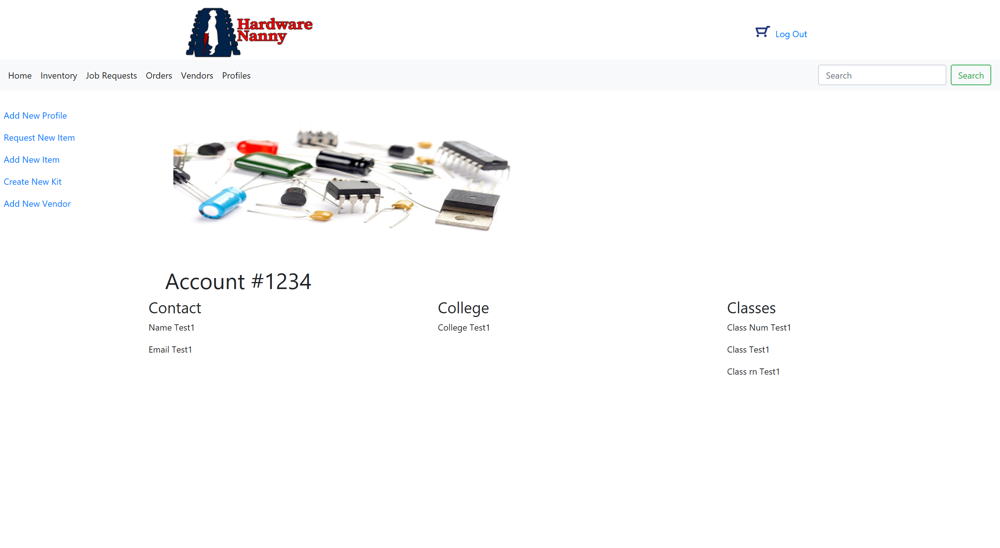 Hardware
Nanny
Log Out
Home Inventory Job Requests Orders Vendors Profiles
Search Search
Add New Profile
Request New Item
Add New Item
Create New Kit
Add New Vendor
Account #1234
Contact
Name Test1
Email Test1
College
College Test1
Classes
Class Num Test1
Class Test1
Class rn Test1